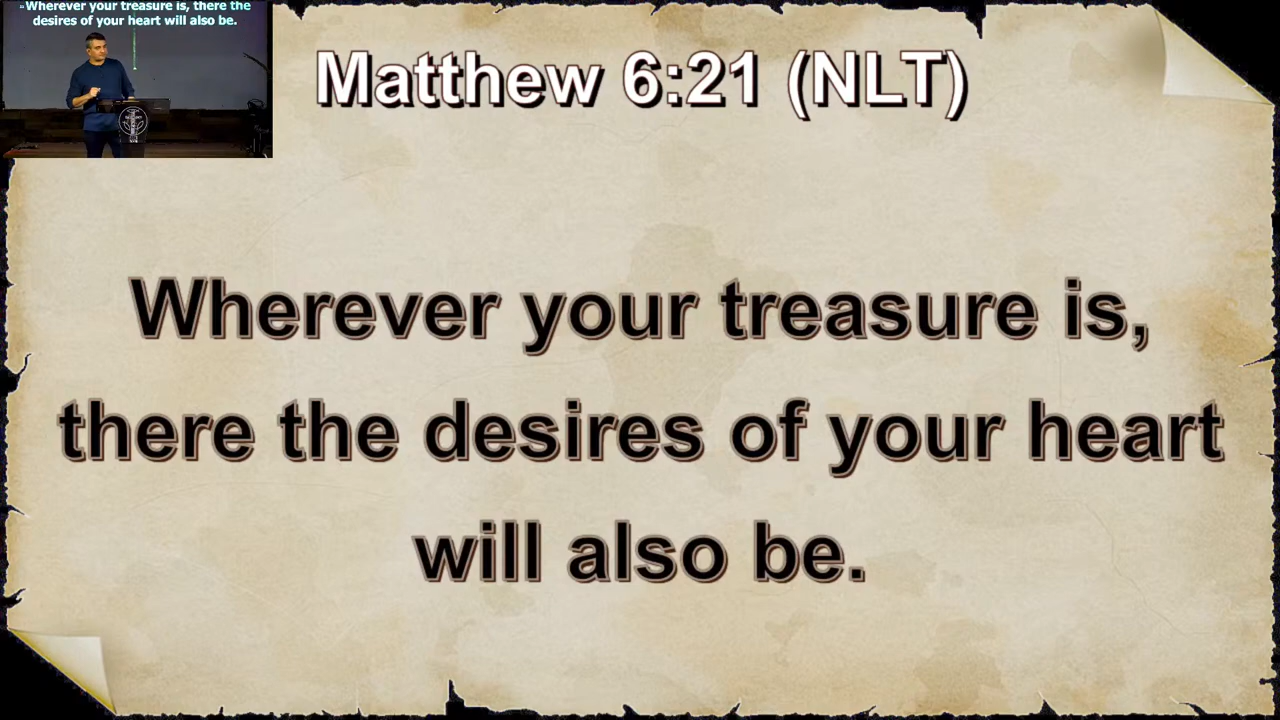 Wherever your treasure is, there the
desires of your heart will also be.
Matthew 6:21 (NLT)
Wherever your treasure is,
there the desires of your heart
will also be.